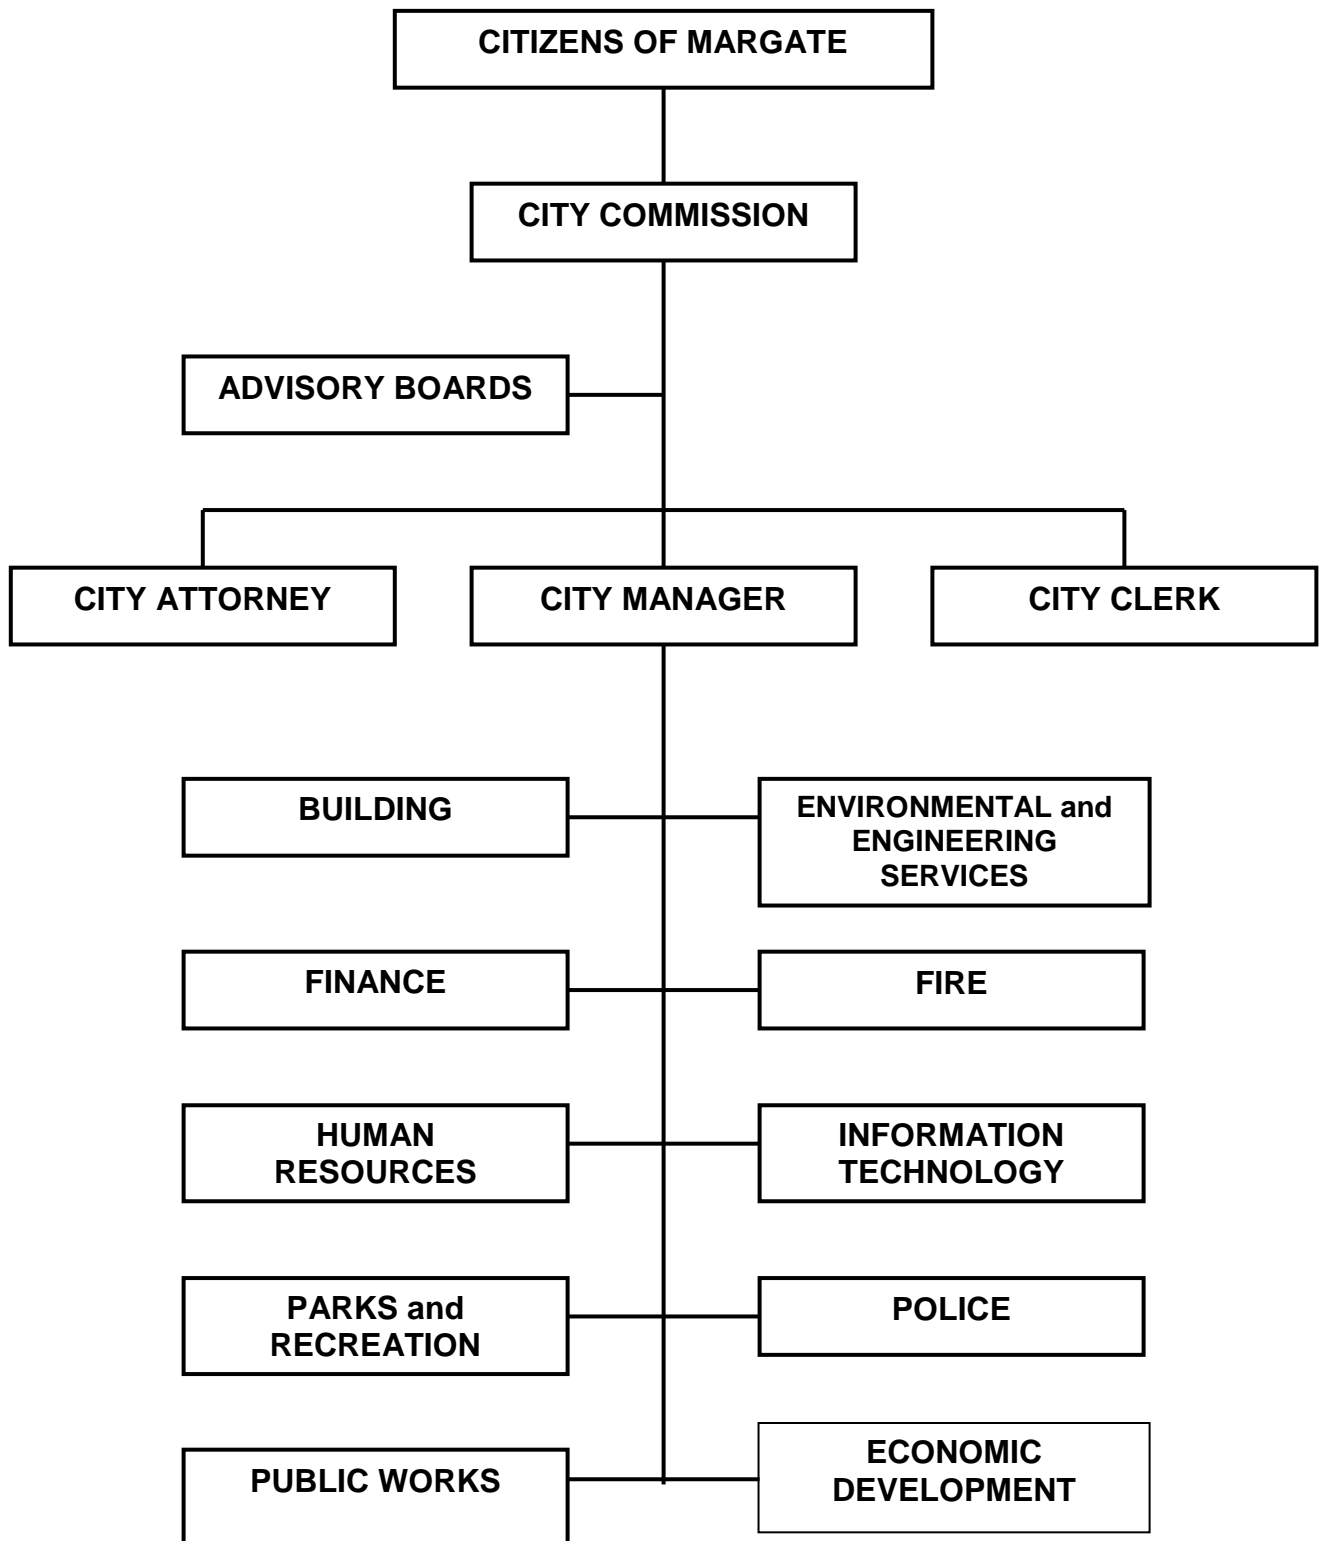 CITIZENS OF MARGATE
CITY COMMISSION
ADVISORY BOARDS
CITY ATTORNEY
CITY MANAGER
CITY CLERK
BUILDING
ENVIRONMENTAL and
ENGINEERING
SERVICES
FINANCE
FIRE
HUMAN
RESOURCES
INFORMATION
TECHNOLOGY
PARKS and
RECREATION
POLICE
PUBLIC WORKS
ECONOMIC
DEVELOPMENT